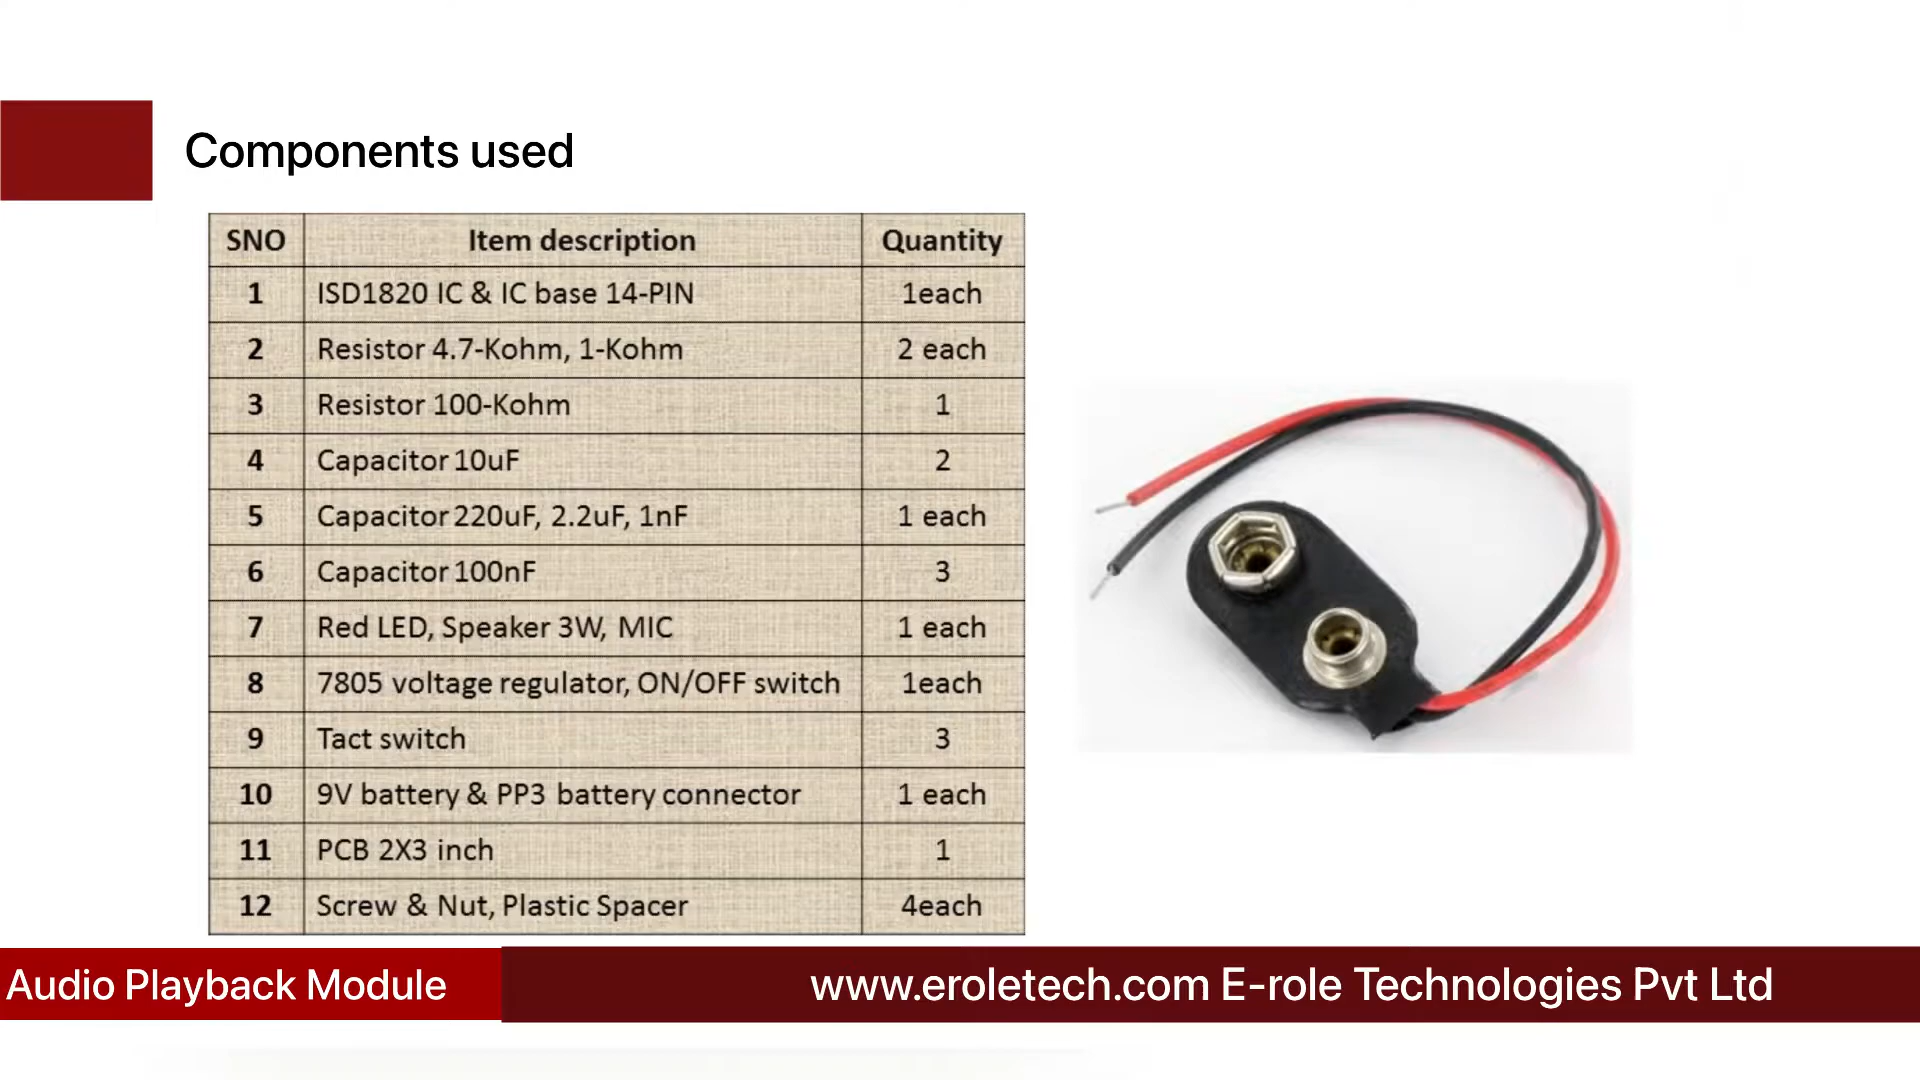 Components used
SNO Item description Quantity
1 ISD1820 IC & IC base 14-PIN 1each
2 Resistor 4.7-Kohm, 1-Kohm 2 each
3 Resistor 100-Kohm 1
4 Capacitor 10uF 2
5 Capacitor 220uF, 2.2uF, 1nF 1 each
6 Capacitor 100nF 3
7 Red LED, Speaker 3W, MIC 1 each
8 7805 voltage regulator, ON/OFF switch 1each
9 Tact switch 3
10 9V battery & PP3 battery connector 1 each
11 PCB 2X3 inch 1
12 Screw & Nut, Plastic Spacer 4each
Audio Playback Module www.eroletech.com E-role Technologies Pvt Ltd